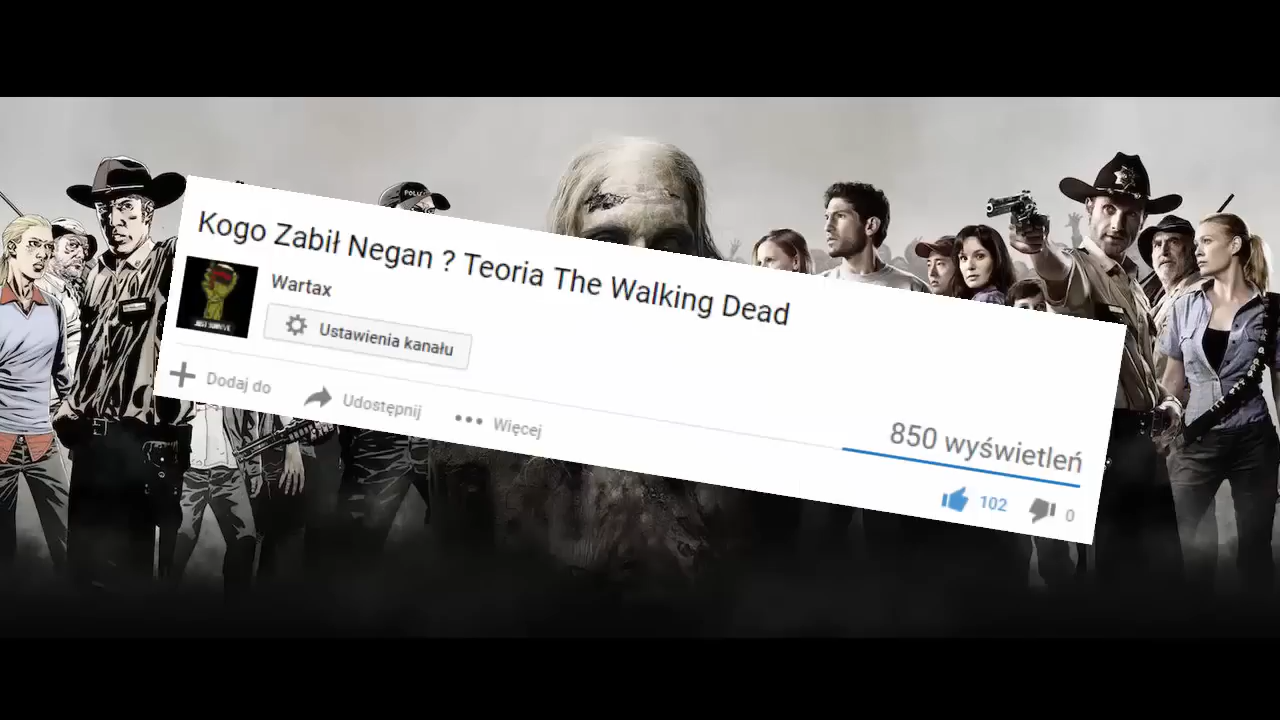 Kogo Zabił Negan ? Teoria The Walking Dead
Wartax
Ustawienia kanału
Dodaj do
Udostępnij
Więcej
850 wyświetleń
102
0